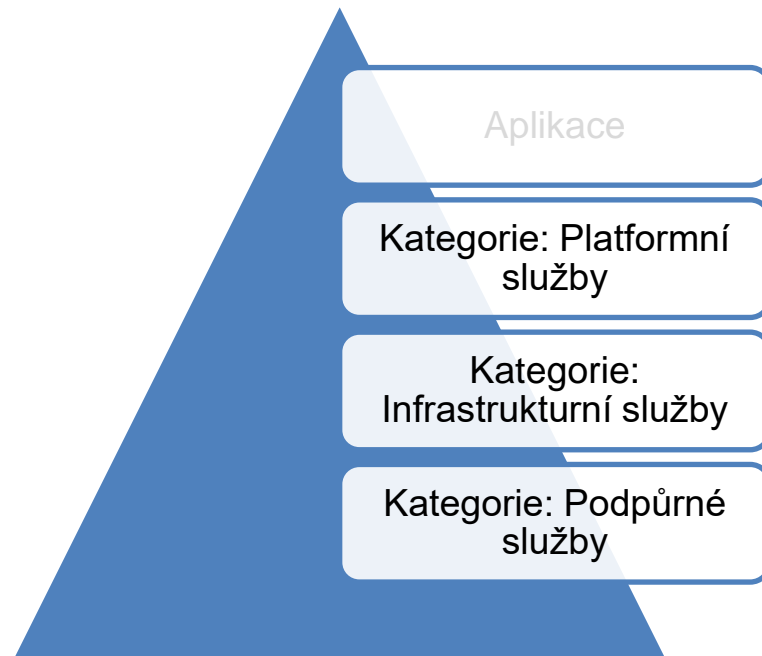 Aplikace
Kategorie: Platformní
služby
Kategorie:
Infrastrukturní služby
Kategorie: Podpůrné
služby